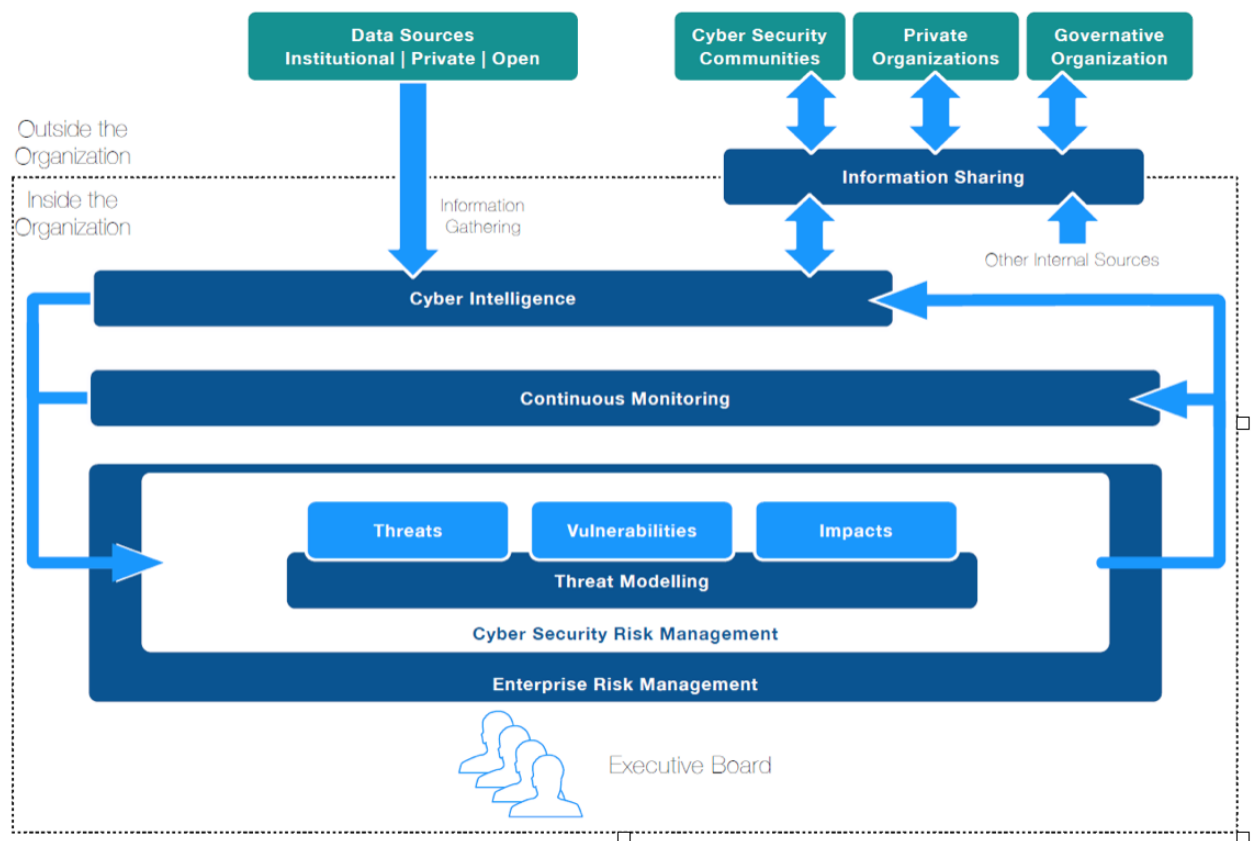 Data Sources
Institutional | Private | Open
Cyber Security
Communities
Private
Organizations
Governative
Organization
Outside the
Organization
Information Sharing
Inside the
Organization
Information
Gathering
Other Internal Sources
Cyber Intelligence
Continuous Monitoring
Threats
Vulnerabilities
Impacts
Threat Modelling
Cyber Security Risk Management
Enterprise Risk Management
Executive Board